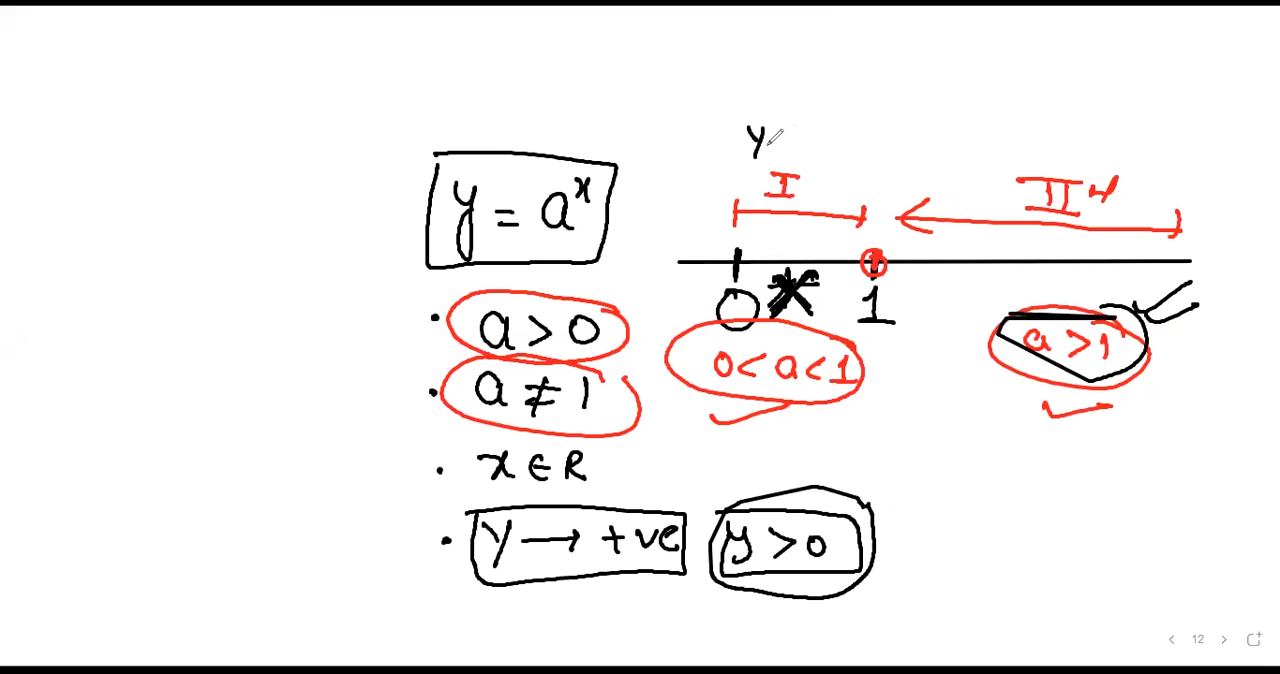 y
I II
y = a^x
0 1
a > 0
0 < a < 1 a > 1
a ≠ 1
x ∈ R
y → +ve y > 0
< 12 >